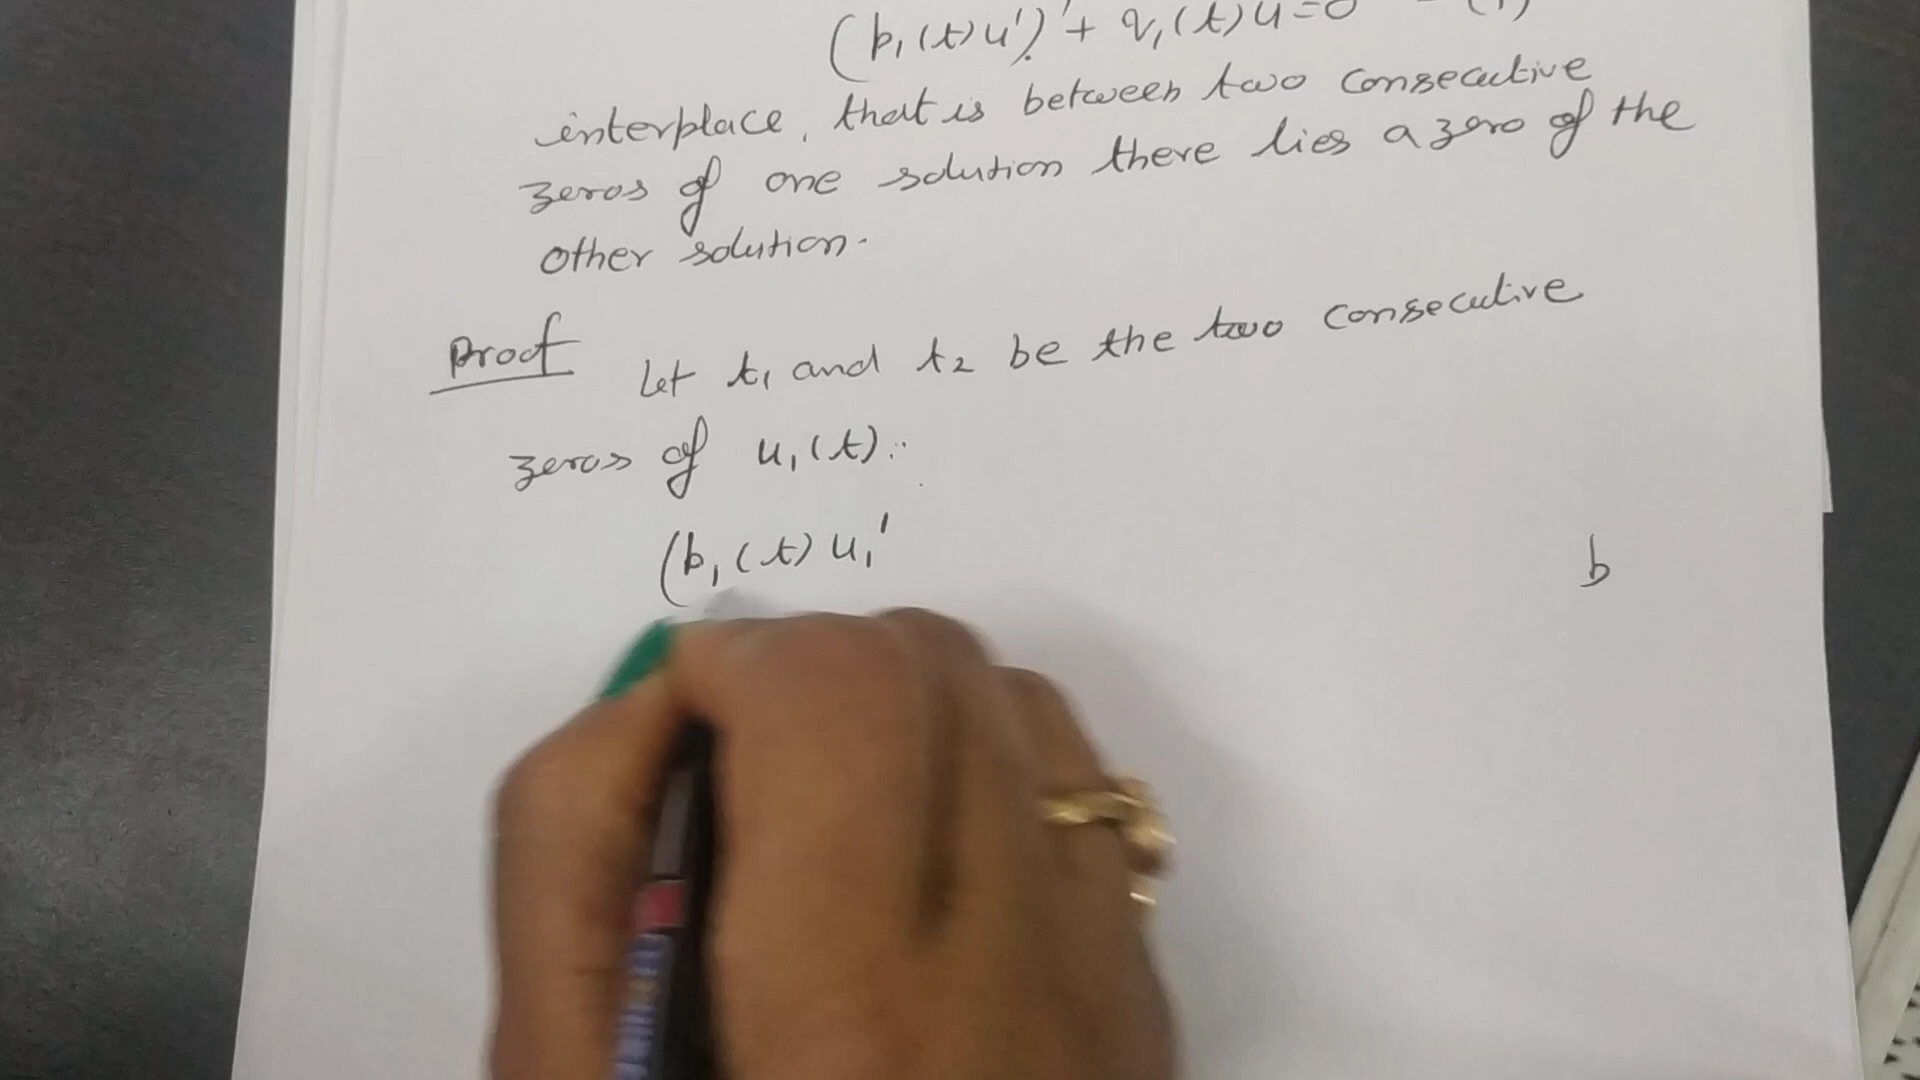 (p₁(t)u')' + q₁(t)u=0 - (1)
interplace, that is between two consecutive
zeros of one solution there lies a zero of the
other solution.
Proof Let t₁ and t₂ be the two consecutive
zeros of u₁(t).
(p₁(t)u₁'
b